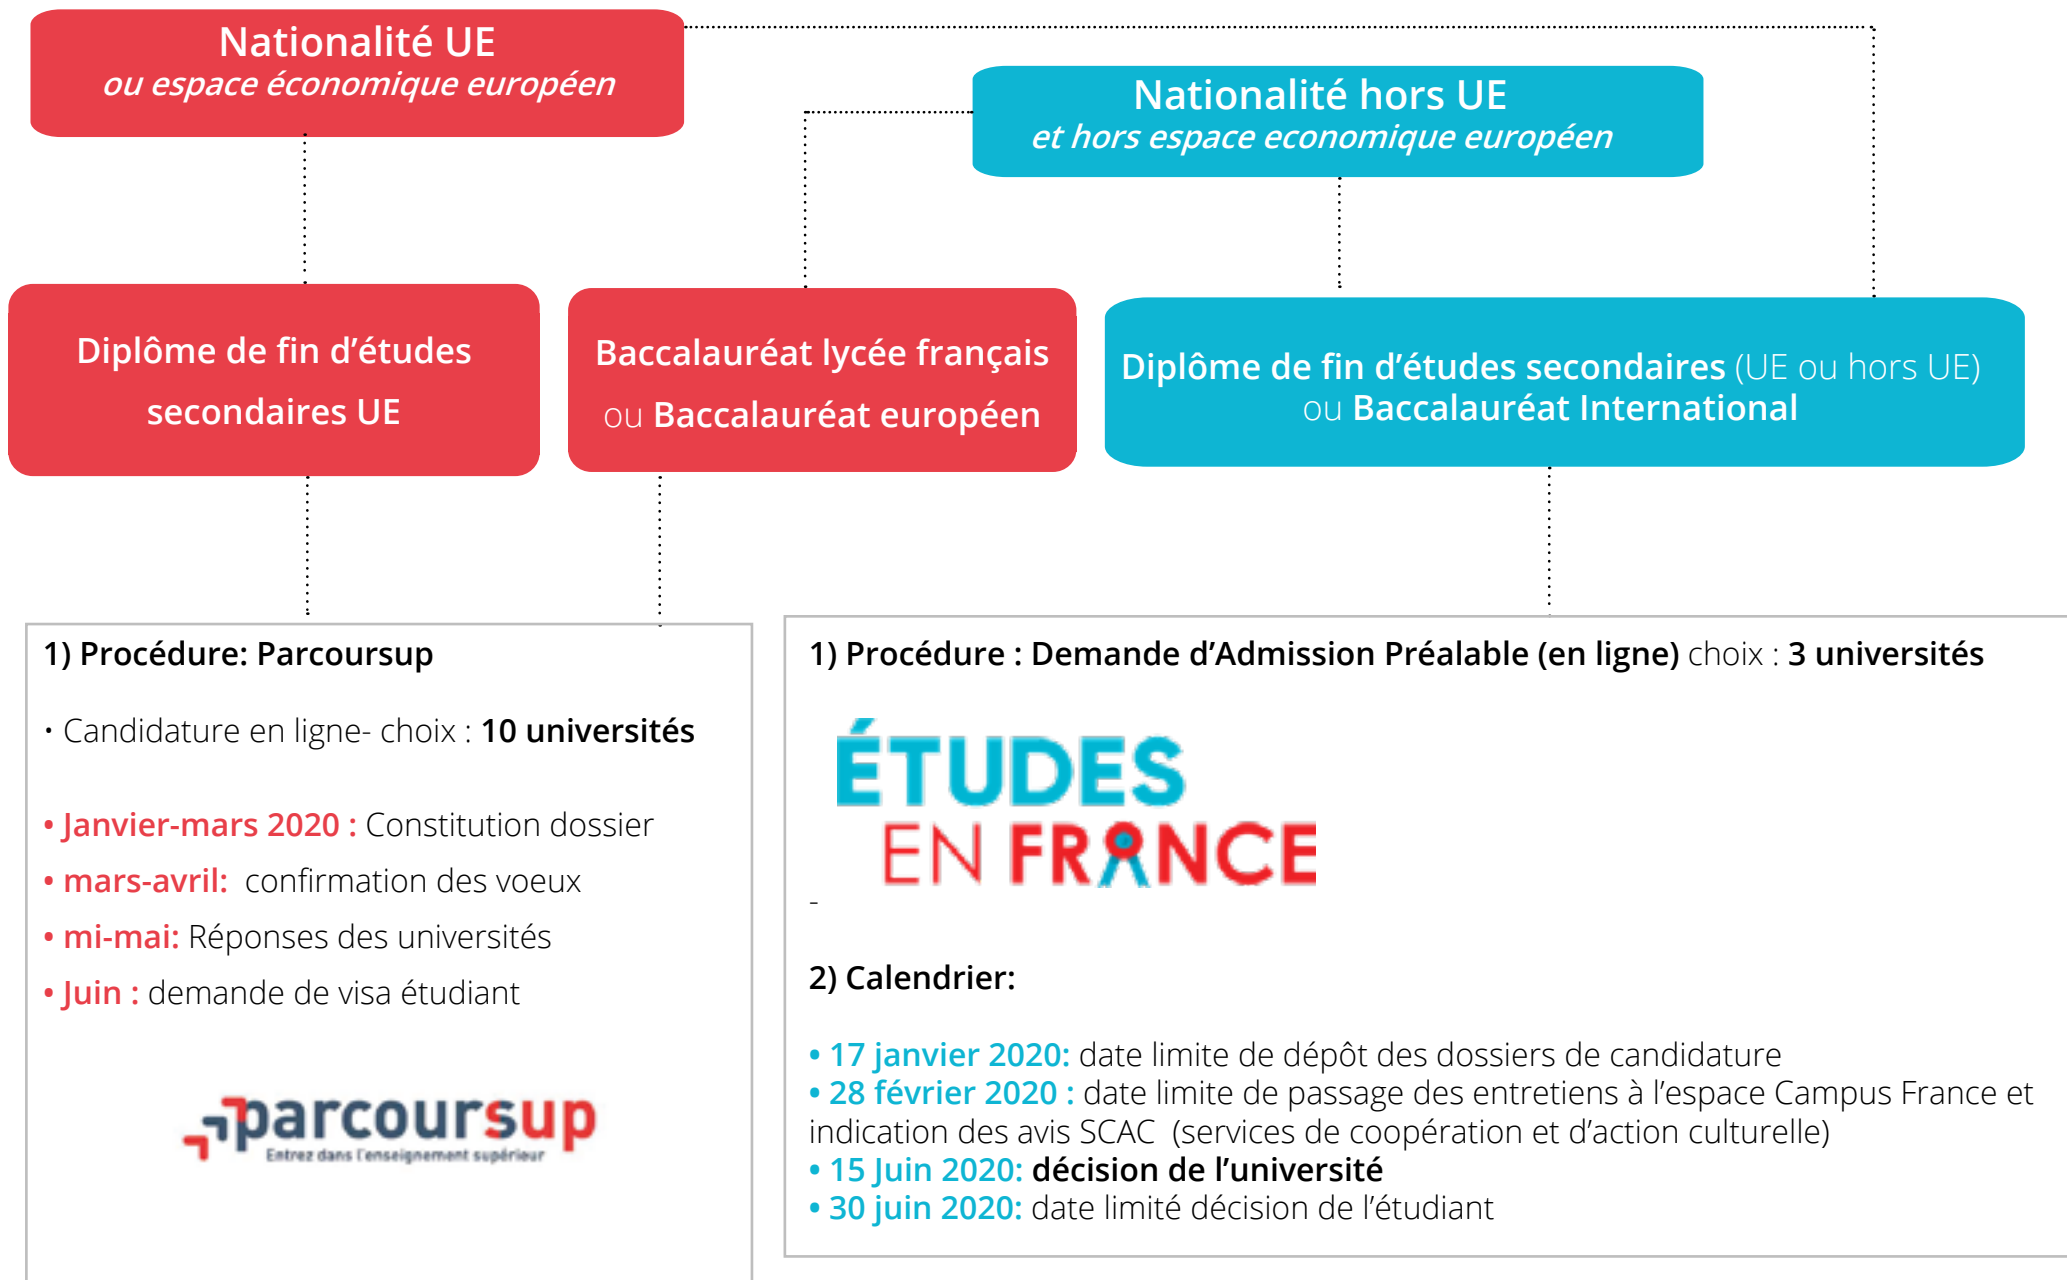 Nationalité UE
ou espace économique européen
Nationalité hors UE
et hors espace economique européen
Diplôme de fin d’études
secondaires UE
Baccalauréat lycée français
ou Baccalauréat européen
Diplôme de fin d’études secondaires (UE ou hors UE)
ou Baccalauréat International
1) Procédure: Parcoursup
• Candidature en ligne- choix : 10 universités
• Janvier-mars 2020 : Constitution dossier
• mars-avril: confirmation des voeux
• mi-mai: Réponses des universités
• Juin : demande de visa étudiant
parcoursup
Entrez dans l'enseignement supérieur
1) Procédure : Demande d’Admission Préalable (en ligne) choix : 3 universités
ÉTUDES
EN FRANCE
-
2) Calendrier:
• 17 janvier 2020: date limite de dépôt des dossiers de candidature
• 28 février 2020 : date limite de passage des entretiens à l’espace Campus France et
indication des avis SCAC (services de coopération et d’action culturelle)
• 15 Juin 2020: décision de l’université
• 30 juin 2020: date limité décision de l’étudiant